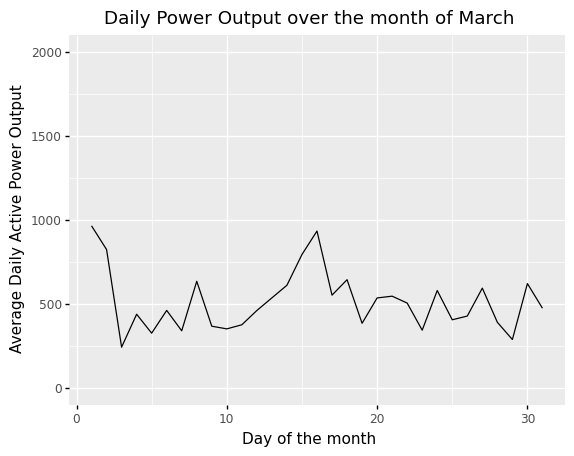 Daily Power Output over the month of March
Average Daily Active Power Output
2000
1500
1000
500
0
0 10 20 30
Day of the month